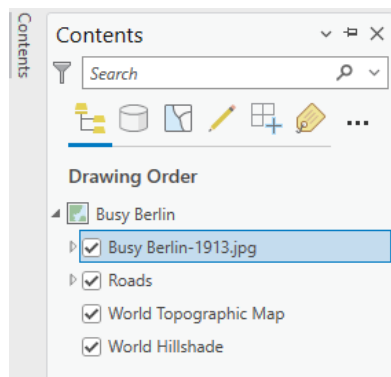 Contents
Contents
Search
Drawing Order
Busy Berlin
Busy Berlin-1913.jpg
Roads
World Topographic Map
World Hillshade